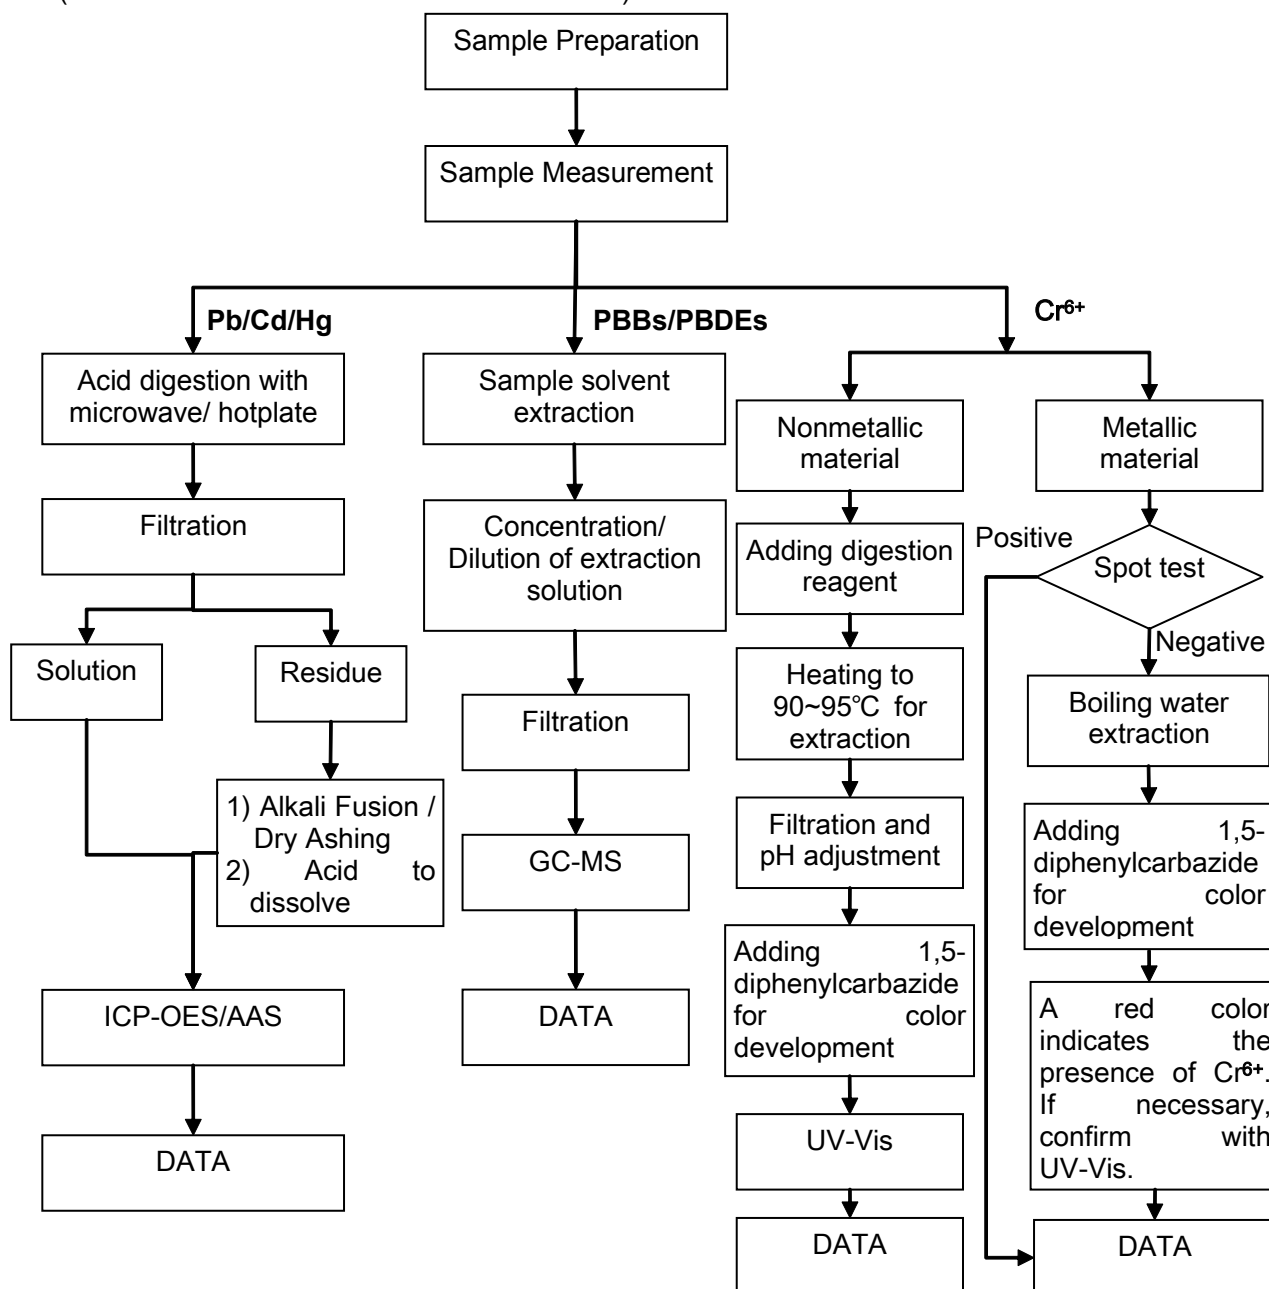 Sample Preparation
Sample Measurement
Pb/Cd/Hg
PBBs/PBDEs
Cr⁶⁺
Acid digestion with
microwave/ hotplate
Filtration
Solution
Residue
1) Alkali Fusion /
Dry Ashing
2) Acid to
dissolve
ICP-OES/AAS
DATA
Sample solvent
extraction
Concentration/
Dilution of extraction
solution
Filtration
GC-MS
DATA
Nonmetallic
material
Adding digestion
reagent
Heating to
90~95℃ for
extraction
Filtration and
pH adjustment
Adding 1,5-
diphenylcarbazide
for color
development
UV-Vis
DATA
Metallic
material
Positive
Spot test
Negative
Boiling water
extraction
Adding 1,5-
diphenylcarbazide
for color
development
A red color
indicates the
presence of Cr⁶⁺.
If necessary,
confirm with
UV-Vis.
DATA